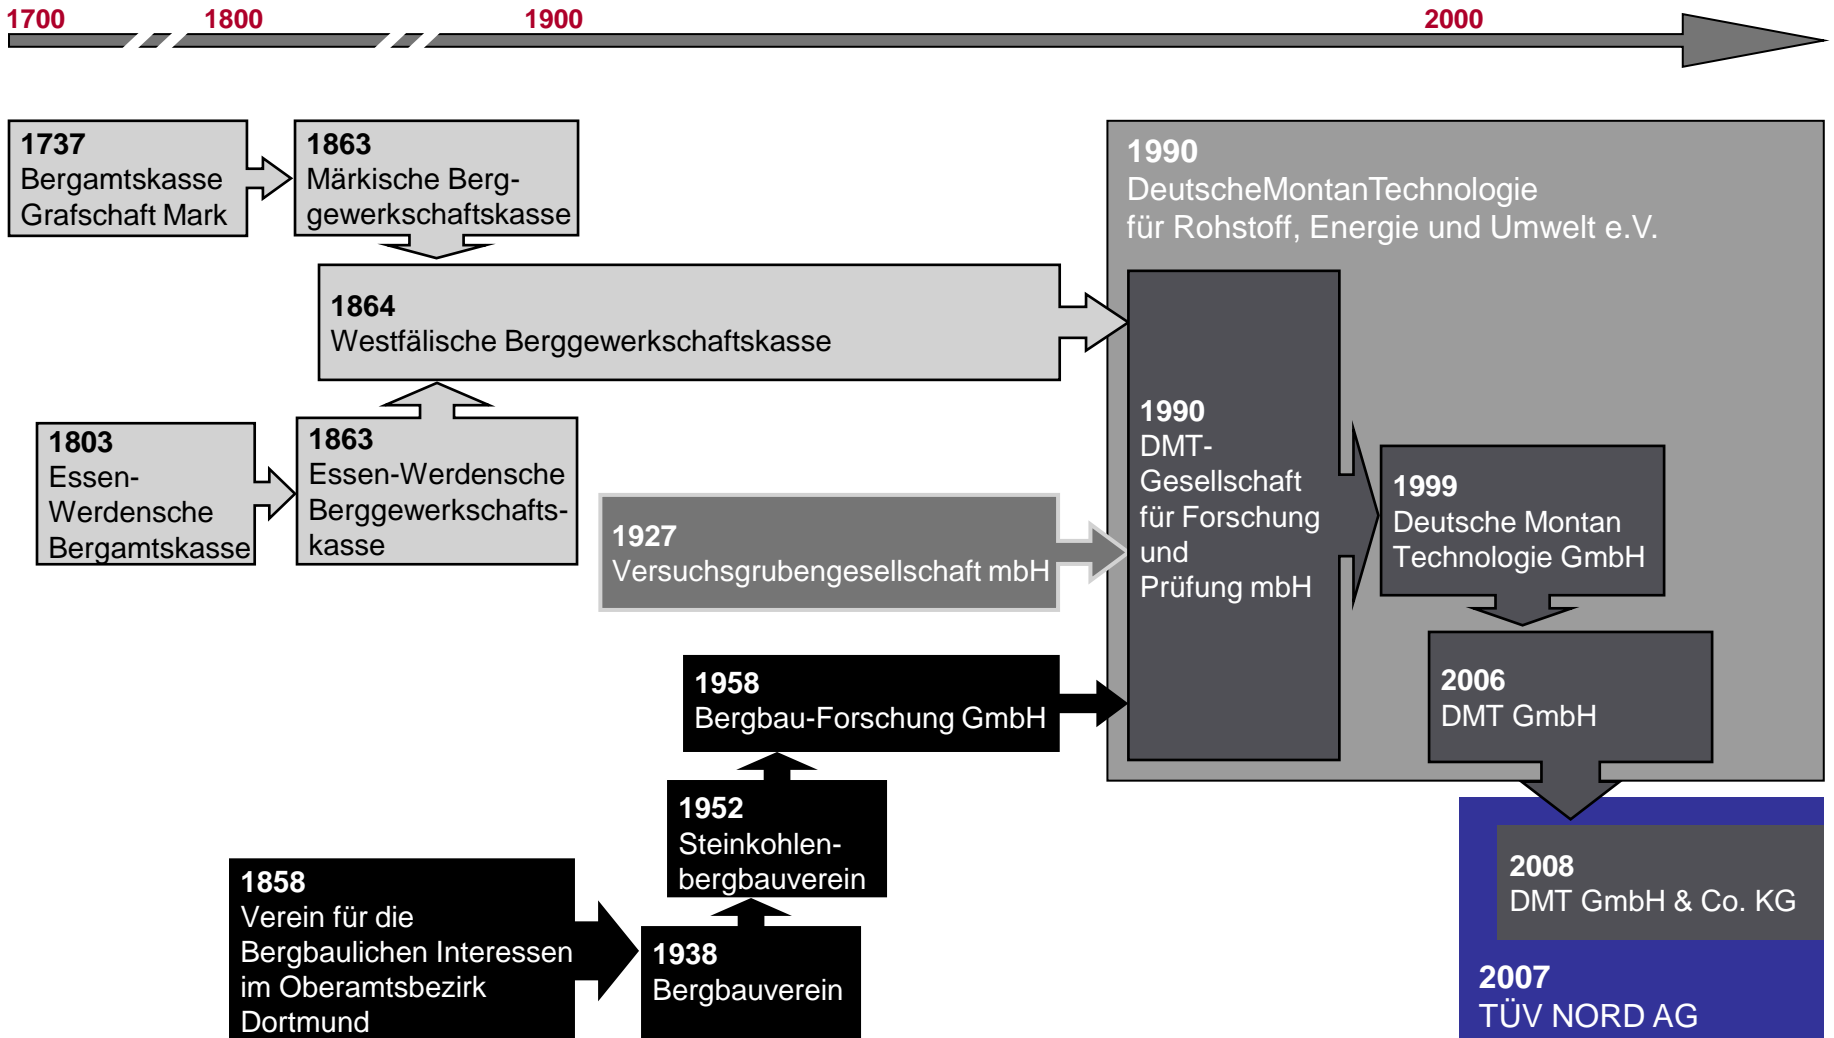 1700
1800
1900
2000
1737
Bergamtskasse
Grafschaft Mark
1863
Märkische Berg-
gewerkschaftskasse
1864
Westfälische Berggewerkschaftskasse
1803
Essen-
Werdensche
Bergamtskasse
1863
Essen-Werdensche
Berggewerkschafts-
kasse
1927
Versuchsgrubengesellschaft mbH
1958
Bergbau-Forschung GmbH
1952
Steinkohlen-
bergbauverein
1858
Verein für die
Bergbaulichen Interessen
im Oberamtsbezirk
Dortmund
1938
Bergbauverein
1990
DeutscheMontanTechnologie
für Rohstoff, Energie und Umwelt e.V.
1990
DMT-
Gesellschaft
für Forschung
und
Prüfung mbH
1999
Deutsche Montan
Technologie GmbH
2006
DMT GmbH
2008
DMT GmbH & Co. KG
2007
TÜV NORD AG